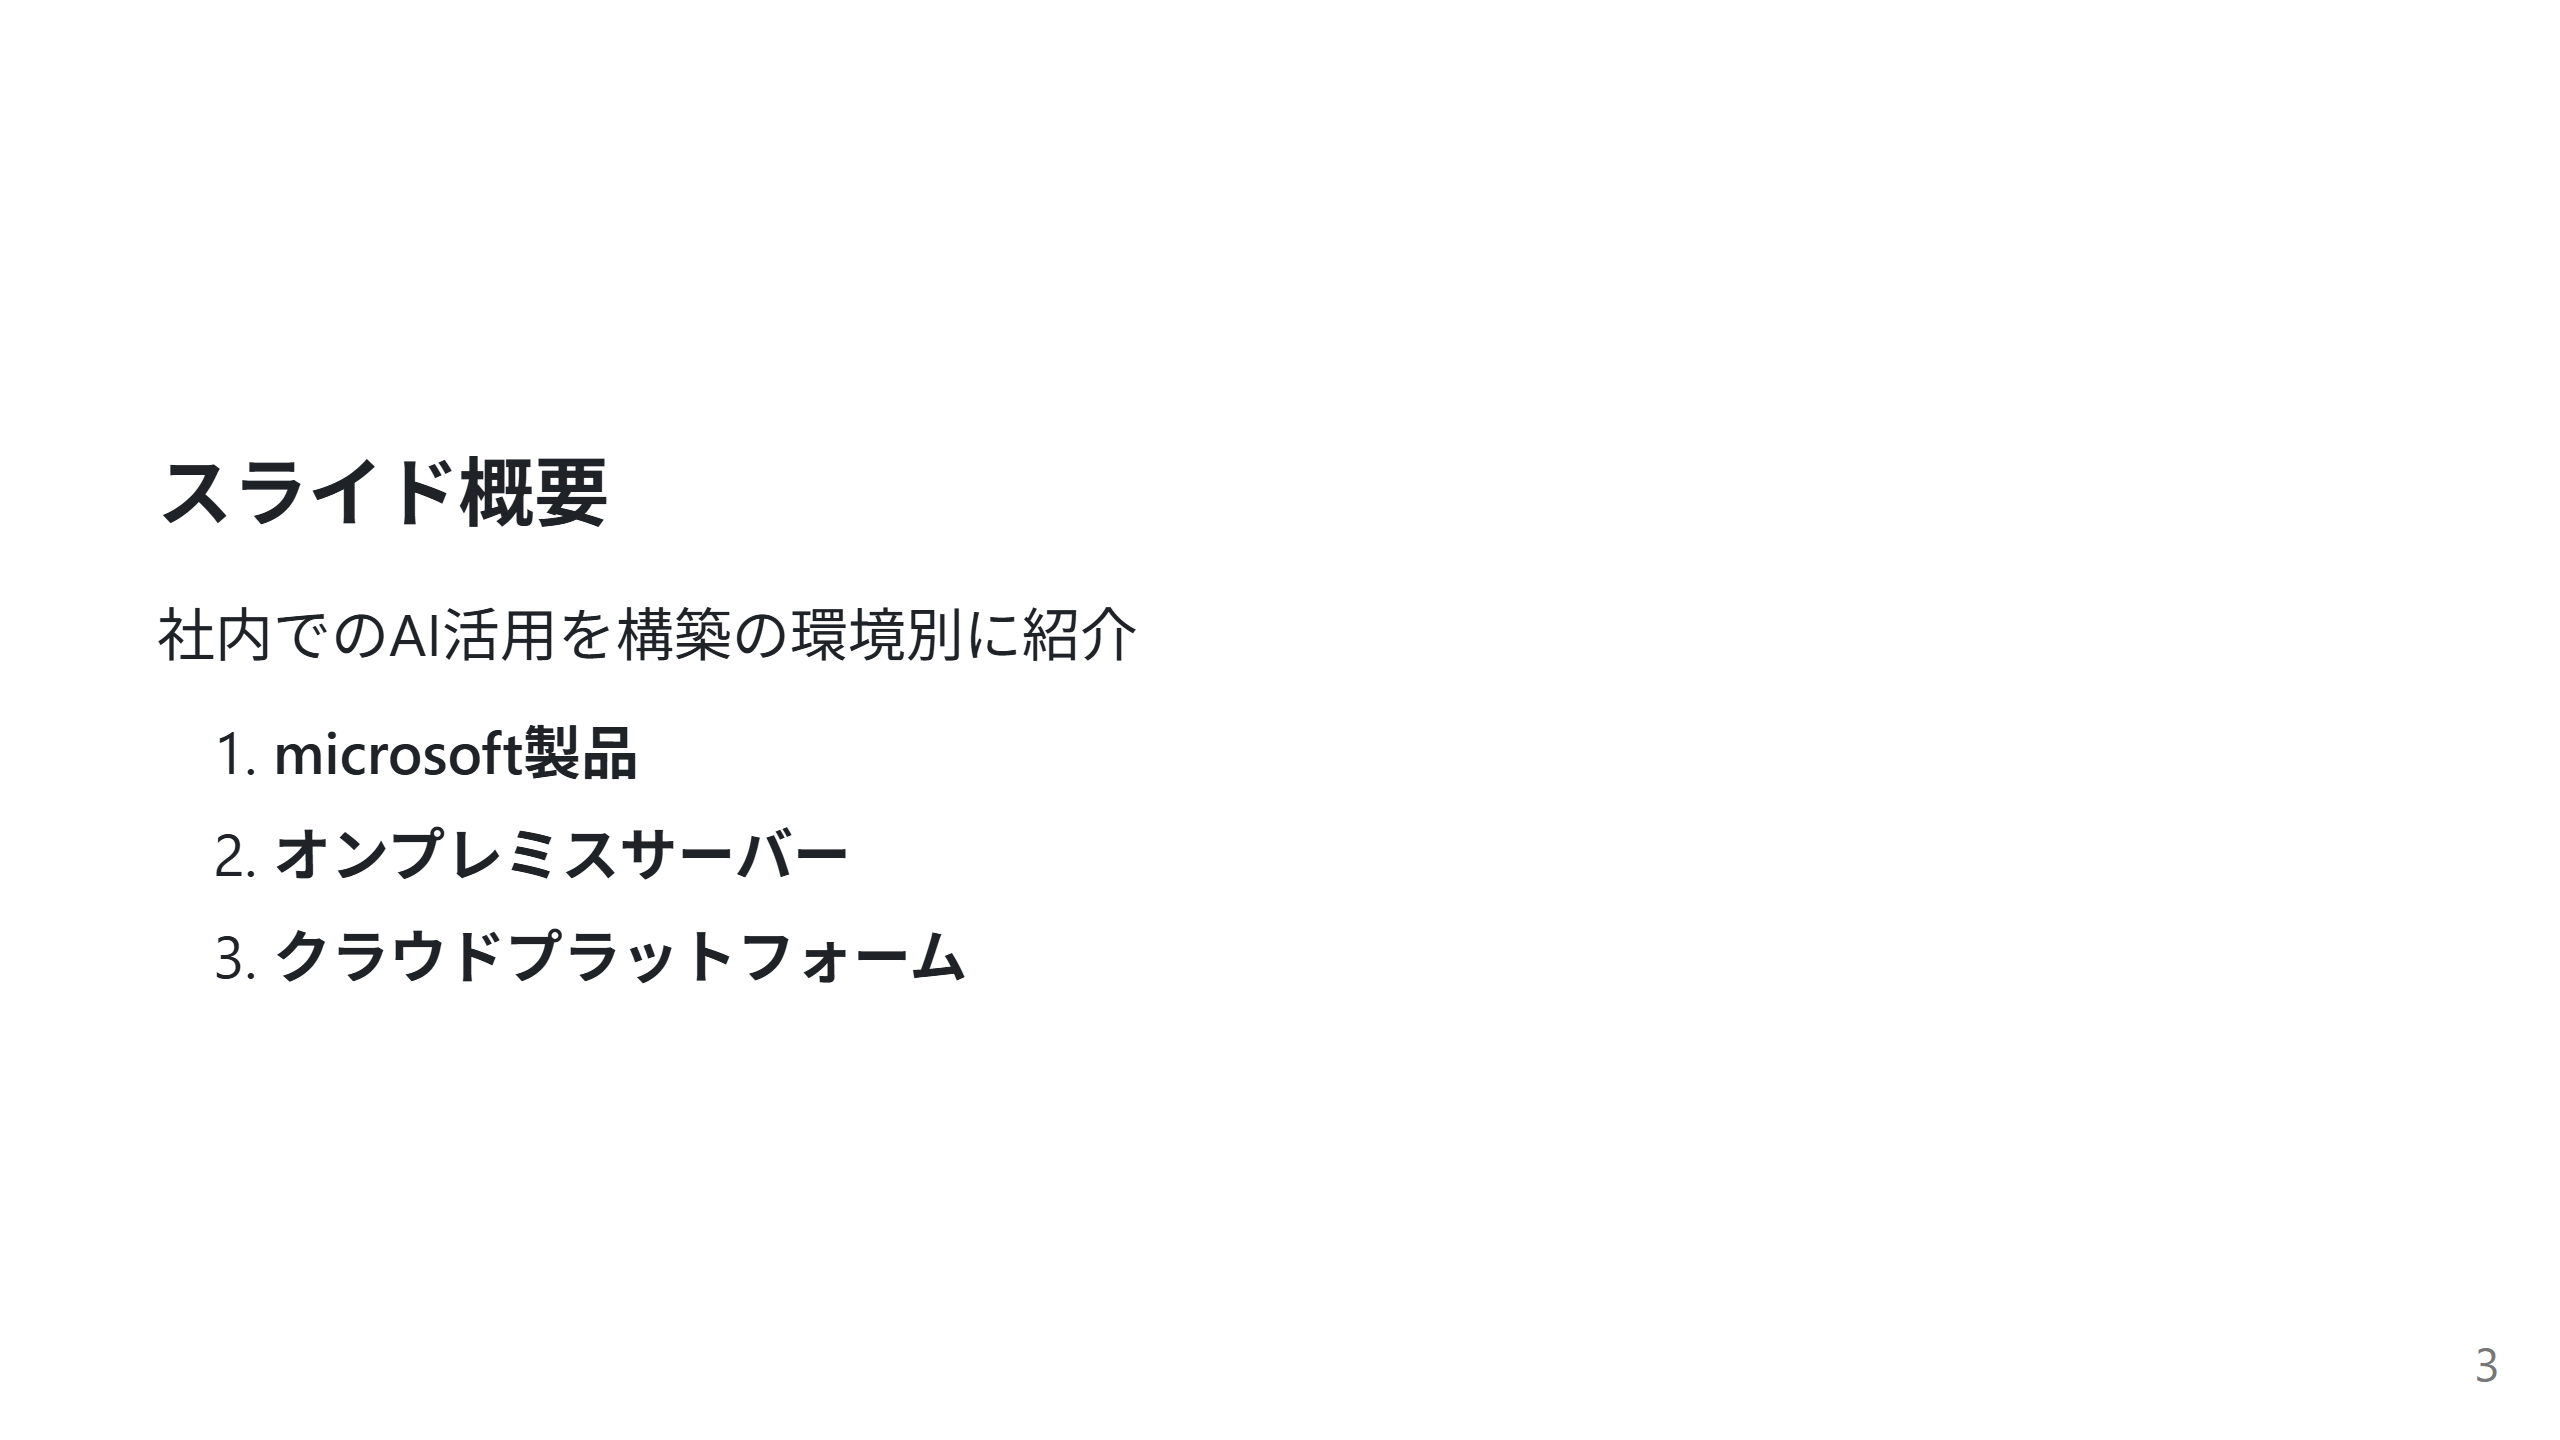 スライド概要
社内でのAI活用を構築の環境別に紹介
1. microsoft製品
2. オンプレミスサーバー
3. クラウドプラットフォーム
3